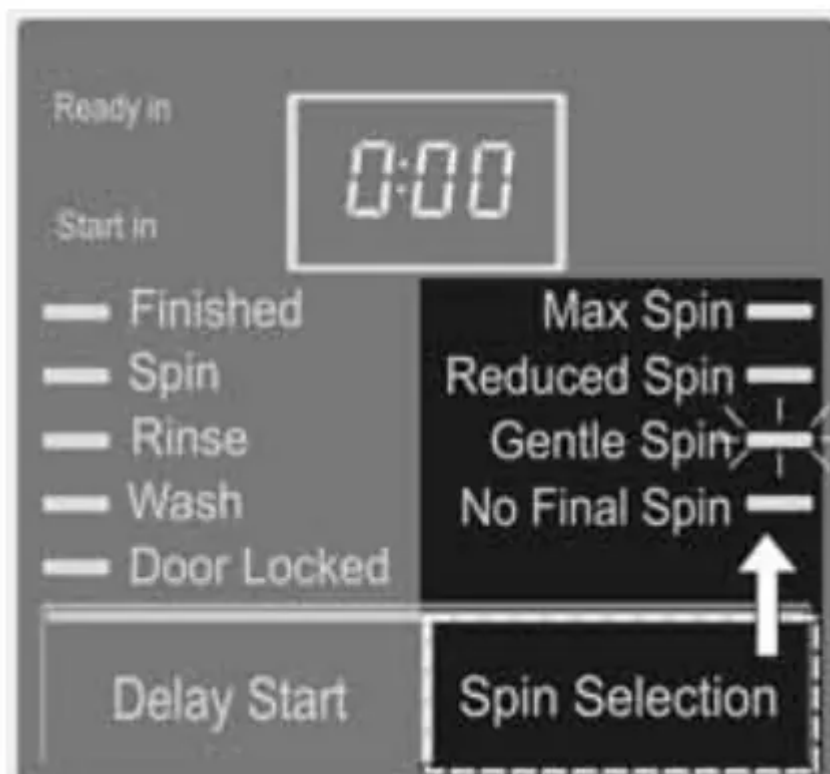 Ready in
0:00
Start in
Finished
Spin
Rinse
Wash
Door Locked
Max Spin
Reduced Spin
Gentle Spin
No Final Spin
Delay Start
Spin Selection